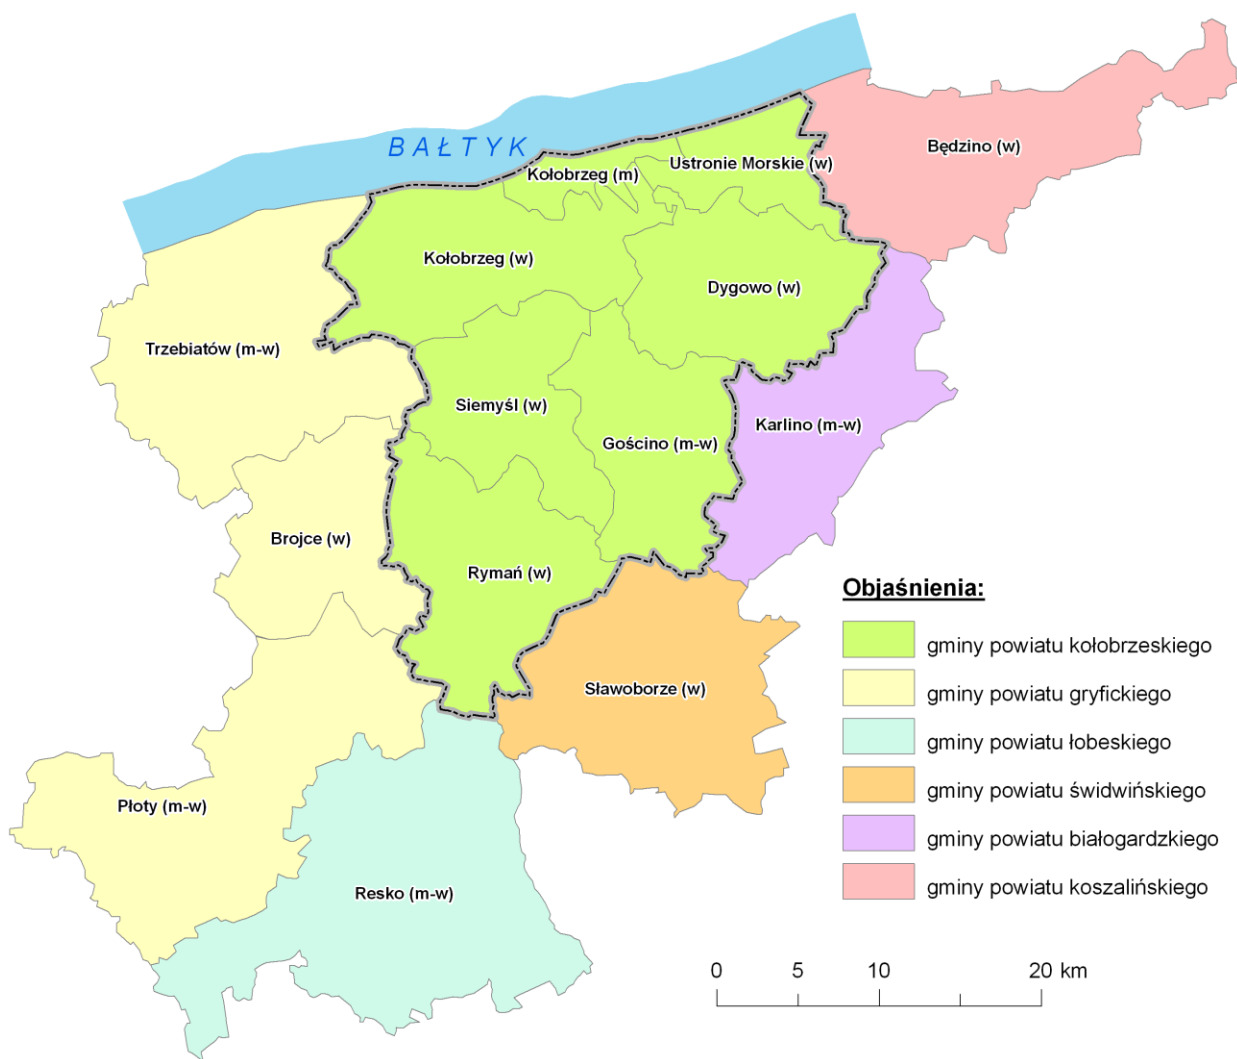 BAŁTYK
Będzino (w)
Ustronie Morskie (w)
Kołobrzeg (m)
Kołobrzeg (w)
Dygowo (w)
Trzebiatów (m-w)
Siemyśl (w)
Karlino (m-w)
Gościno (m-w)
Brojce (w)
Rymań (w)
Sławoborze (w)
Płoty (m-w)
Resko (m-w)
Objaśnienia:
gminy powiatu kołobrzeskiego
gminy powiatu gryfickiego
gminy powiatu łobeskiego
gminy powiatu świdwińskiego
gminy powiatu białogardzkiego
gminy powiatu koszalińskiego
0 5 10 20 km